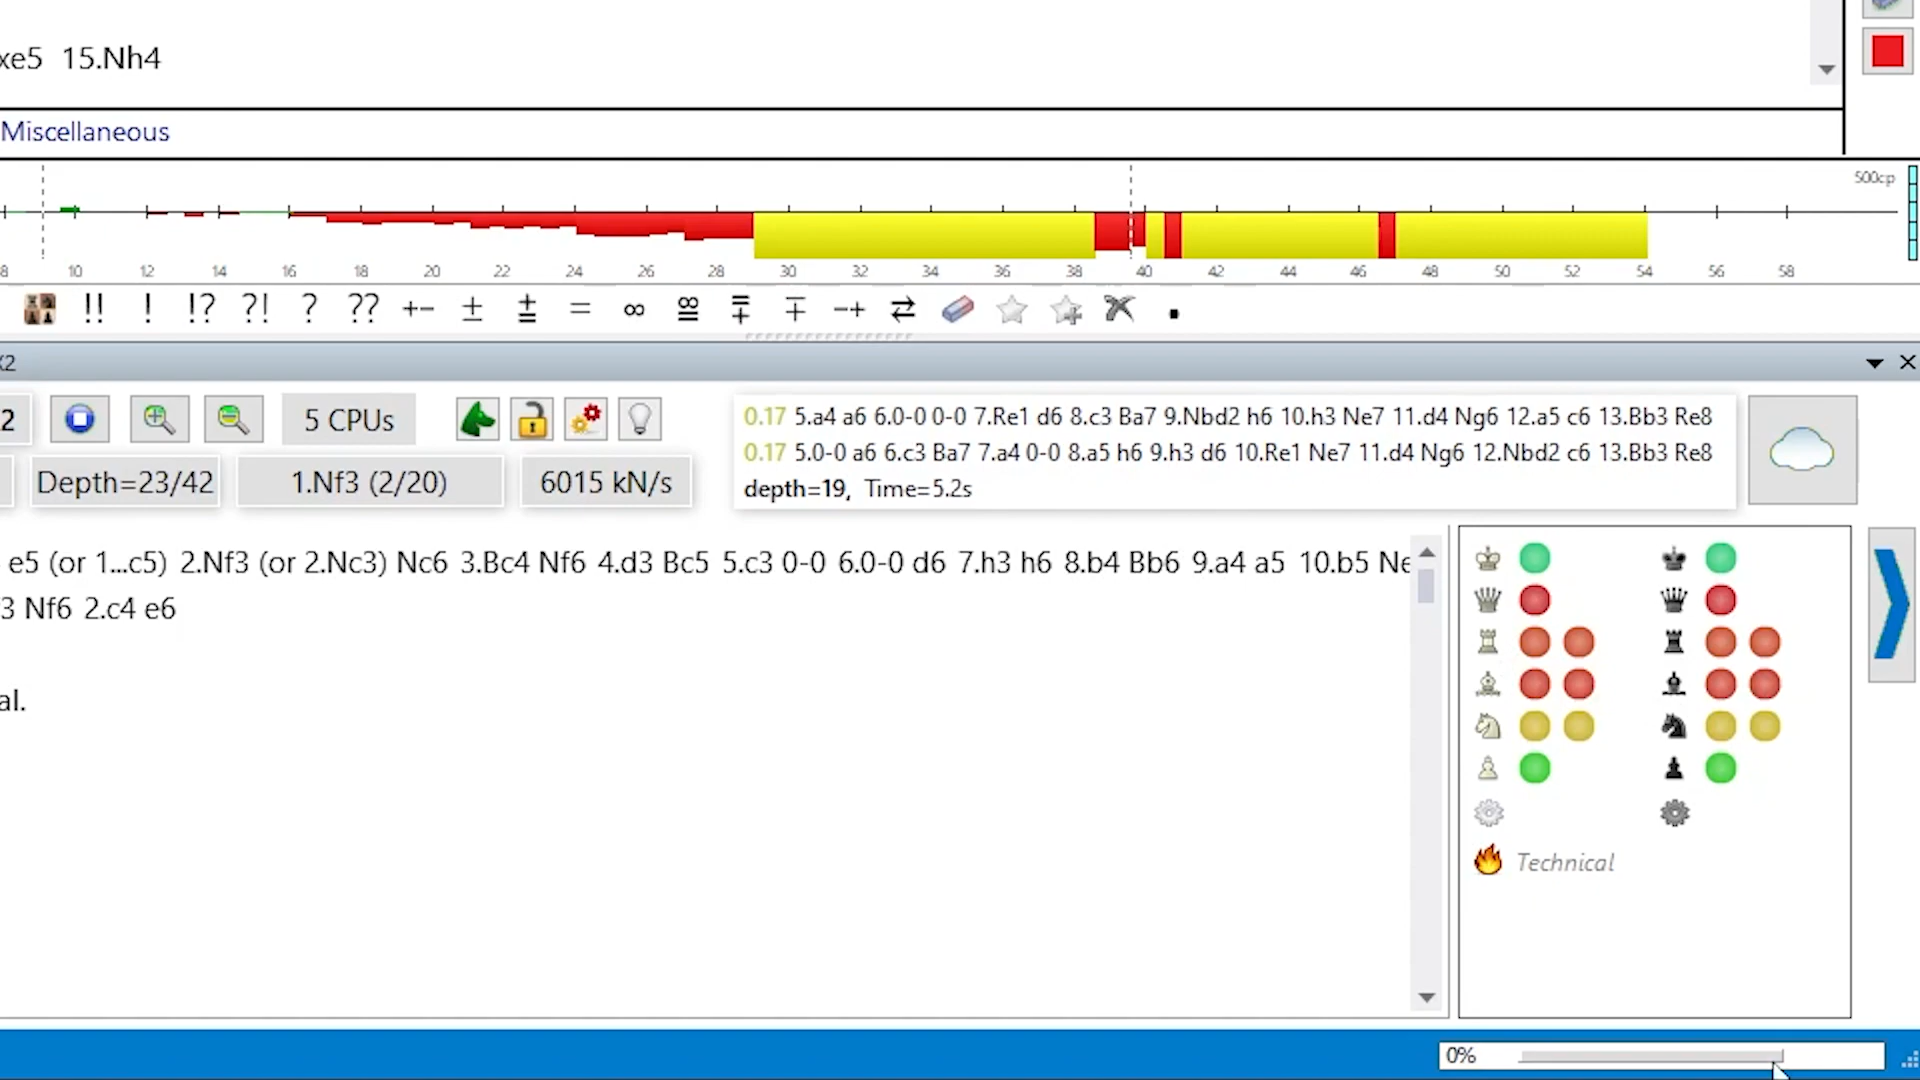 xe5 15.Nh4
Miscellaneous
500cp
8 10 12 14 16 18 20 22 24 26 28 30 32 34 36 38 40 42 44 46 48 50 52 54 56 58
!! ! !? ?! ? ?? +− ± ⩲ = ∞ ≌ ⩱ ∓ −+ ⇄
X2
2 5 CPUs
0.17 5.a4 a6 6.0-0 0-0 7.Re1 d6 8.c3 Ba7 9.Nbd2 h6 10.h3 Ne7 11.d4 Ng6 12.a5 c6 13.Bb3 Re8
0.17 5.0-0 a6 6.c3 Ba7 7.a4 0-0 8.a5 h6 9.h3 d6 10.Re1 Ne7 11.d4 Ng6 12.Nbd2 c6 13.Bb3 Re8
Depth=23/42 1.Nf3 (2/20) 6015 kN/s
depth=19, Time=5.2s
e5 (or 1...c5) 2.Nf3 (or 2.Nc3) Nc6 3.Bc4 Nf6 4.d3 Bc5 5.c3 0-0 6.0-0 d6 7.h3 h6 8.b4 Bb6 9.a4 a5 10.b5 Ne
3 Nf6 2.c4 e6
al.
Technical
0%